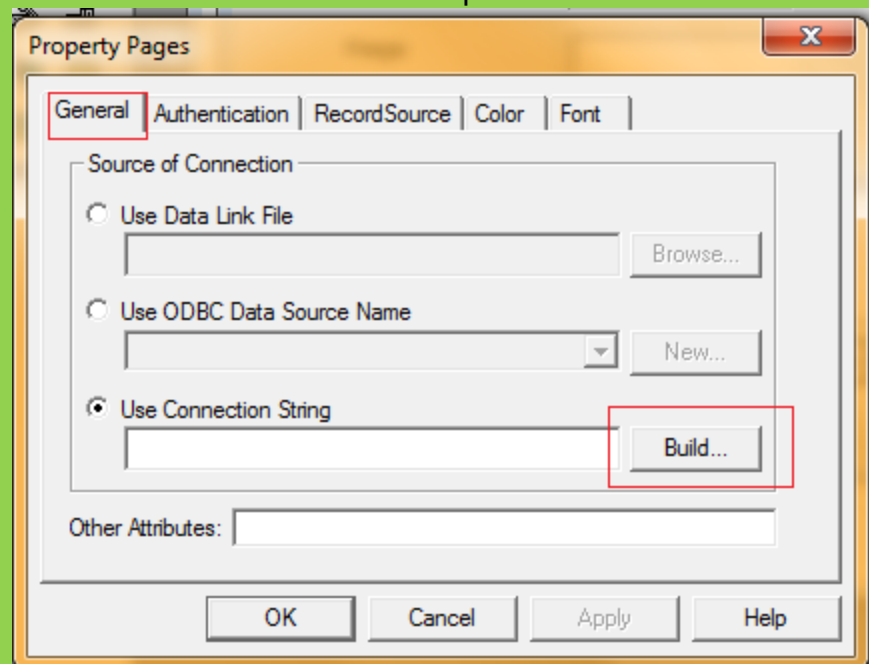 Property Pages
General Authentication RecordSource Color Font
Source of Connection
Use Data Link File
Browse...
Use ODBC Data Source Name
New...
Use Connection String
Build...
Other Attributes:
OK Cancel Apply Help